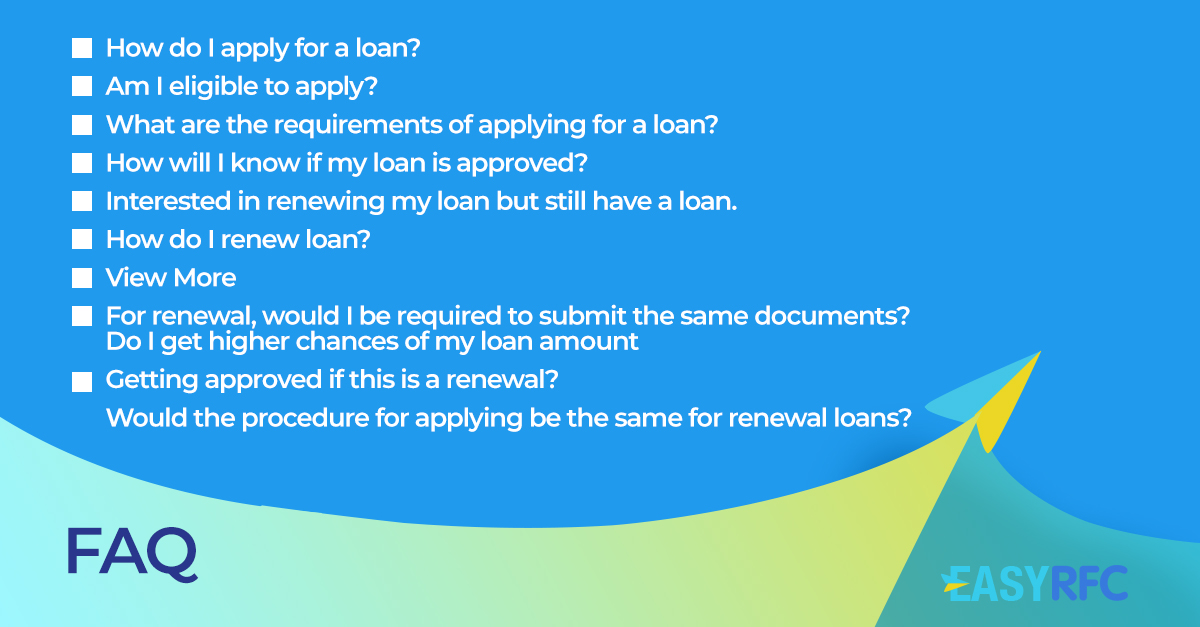 How do I apply for a loan?
Am I eligible to apply?
What are the requirements of applying for a loan?
How will I know if my loan is approved?
Interested in renewing my loan but still have a loan.
How do I renew loan?
View More
For renewal, would I be required to submit the same documents?
Do I get higher chances of my loan amount
Getting approved if this is a renewal?
Would the procedure for applying be the same for renewal loans?
FAQ
EASYRFC